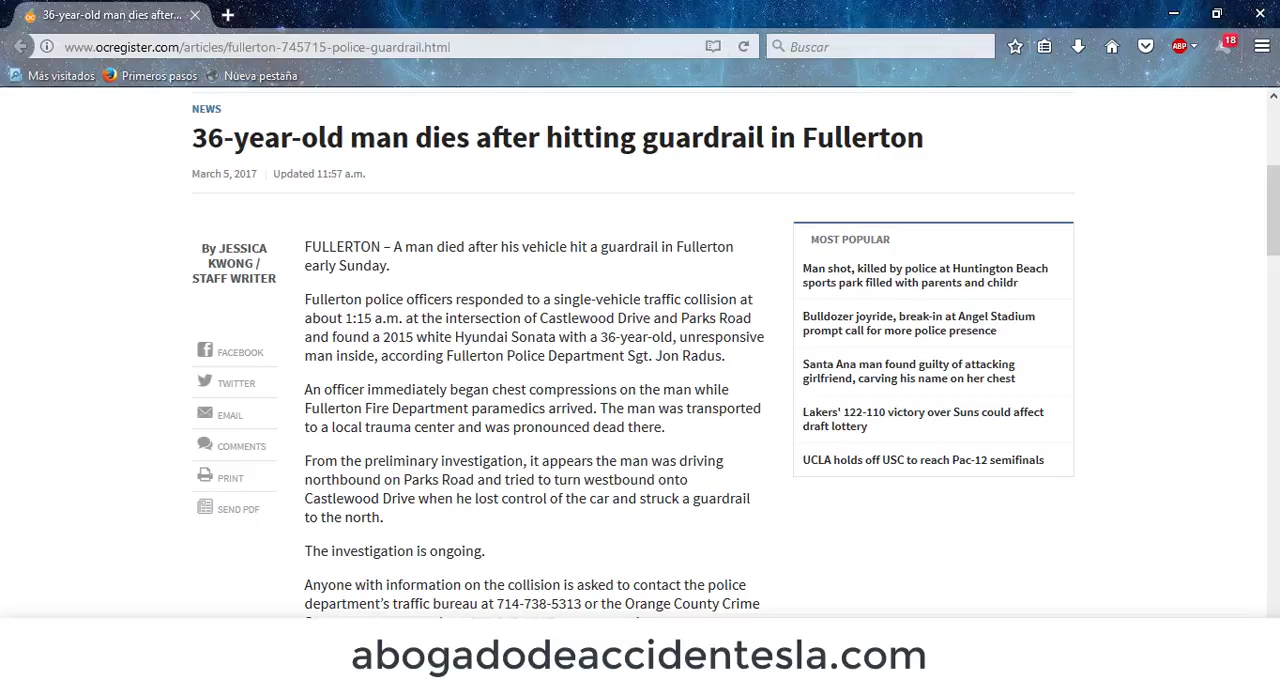 36-year-old man dies after...
www.ocregister.com/articles/fullerton-745715-police-guardrail.html
Buscar
ABP
18
Más visitados
Primeros pasos
Nueva pestaña
NEWS
36-year-old man dies after hitting guardrail in Fullerton
March 5, 2017 | Updated 11:57 a.m.
By JESSICA
KWONG /
STAFF WRITER
FACEBOOK
TWITTER
EMAIL
COMMENTS
PRINT
SEND PDF
FULLERTON – A man died after his vehicle hit a guardrail in Fullerton
early Sunday.
Fullerton police officers responded to a single-vehicle traffic collision at
about 1:15 a.m. at the intersection of Castlewood Drive and Parks Road
and found a 2015 white Hyundai Sonata with a 36-year-old, unresponsive
man inside, according Fullerton Police Department Sgt. Jon Radus.
An officer immediately began chest compressions on the man while
Fullerton Fire Department paramedics arrived. The man was transported
to a local trauma center and was pronounced dead there.
From the preliminary investigation, it appears the man was driving
northbound on Parks Road and tried to turn westbound onto
Castlewood Drive when he lost control of the car and struck a guardrail
to the north.
The investigation is ongoing.
Anyone with information on the collision is asked to contact the police
department's traffic bureau at 714-738-5313 or the Orange County Crime
MOST POPULAR
Man shot, killed by police at Huntington Beach
sports park filled with parents and childr
Bulldozer joyride, break-in at Angel Stadium
prompt call for more police presence
Santa Ana man found guilty of attacking
girlfriend, carving his name on her chest
Lakers' 122-110 victory over Suns could affect
draft lottery
UCLA holds off USC to reach Pac-12 semifinals
abogadodeaccidentesla.com